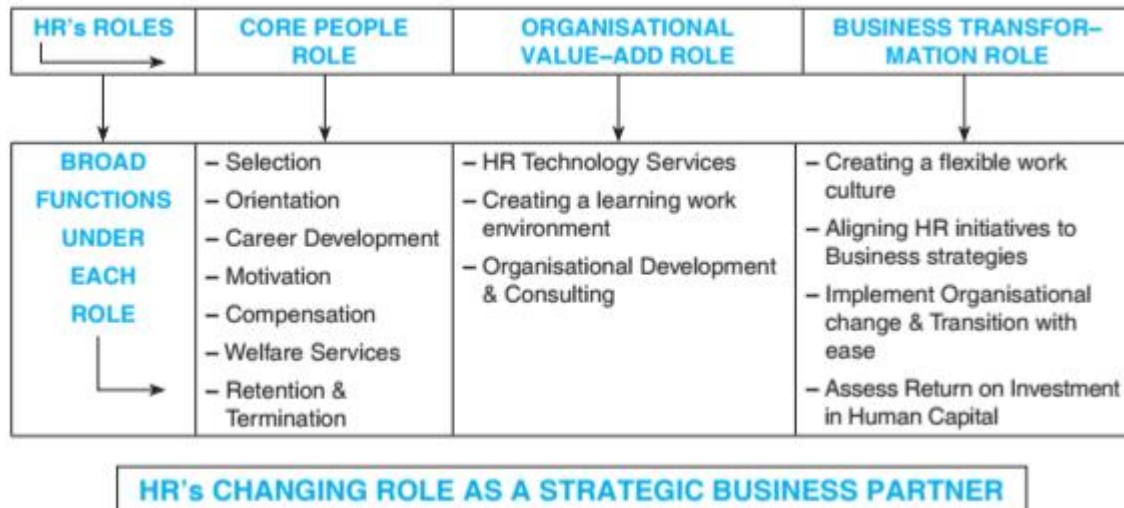 HR's ROLES
CORE PEOPLE
ROLE
ORGANISATIONAL
VALUE–ADD ROLE
BUSINESS TRANSFOR–
MATION ROLE
BROAD
FUNCTIONS
UNDER
EACH
ROLE
– Selection
– Orientation
– Career Development
– Motivation
– Compensation
– Welfare Services
– Retention &
Termination
– HR Technology Services
– Creating a learning work
environment
– Organisational Development
& Consulting
– Creating a flexible work
culture
– Aligning HR initiatives to
Business strategies
– Implement Organisational
change & Transition with
ease
– Assess Return on Investment
in Human Capital
HR's CHANGING ROLE AS A STRATEGIC BUSINESS PARTNER